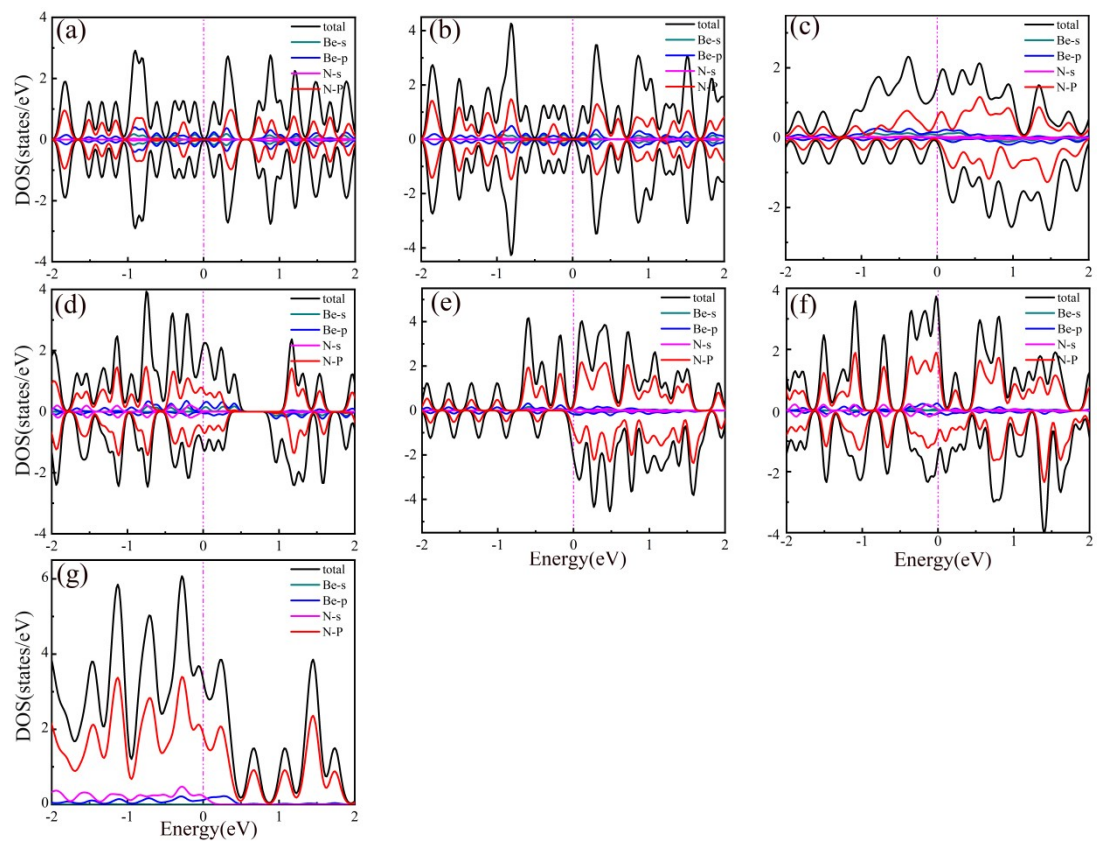 (a)
total
Be-s
Be-p
N-s
N-P
4
2
0
-2
-4
-2
-1
0
1
2
DOS(states/eV)
(b)
total
Be-s
Be-p
N-s
N-P
4
2
0
-2
-4
-2
-1
0
1
2
(c)
total
Be-s
Be-p
N-s
N-P
2
0
-2
-2
-1
0
1
2
(d)
total
Be-s
Be-p
N-s
N-P
4
2
0
-2
-4
-2
-1
0
1
2
DOS(states/eV)
(e)
total
Be-s
Be-p
N-s
N-P
4
2
0
-2
-4
-2
-1
0
1
2
Energy(eV)
(f)
total
Be-s
Be-p
N-s
N-P
4
2
0
-2
-4
-2
-1
0
1
2
Energy(eV)
(g)
total
Be-s
Be-p
N-s
N-P
6
4
2
0
-2
-1
0
1
2
DOS(states/eV)
Energy(eV)